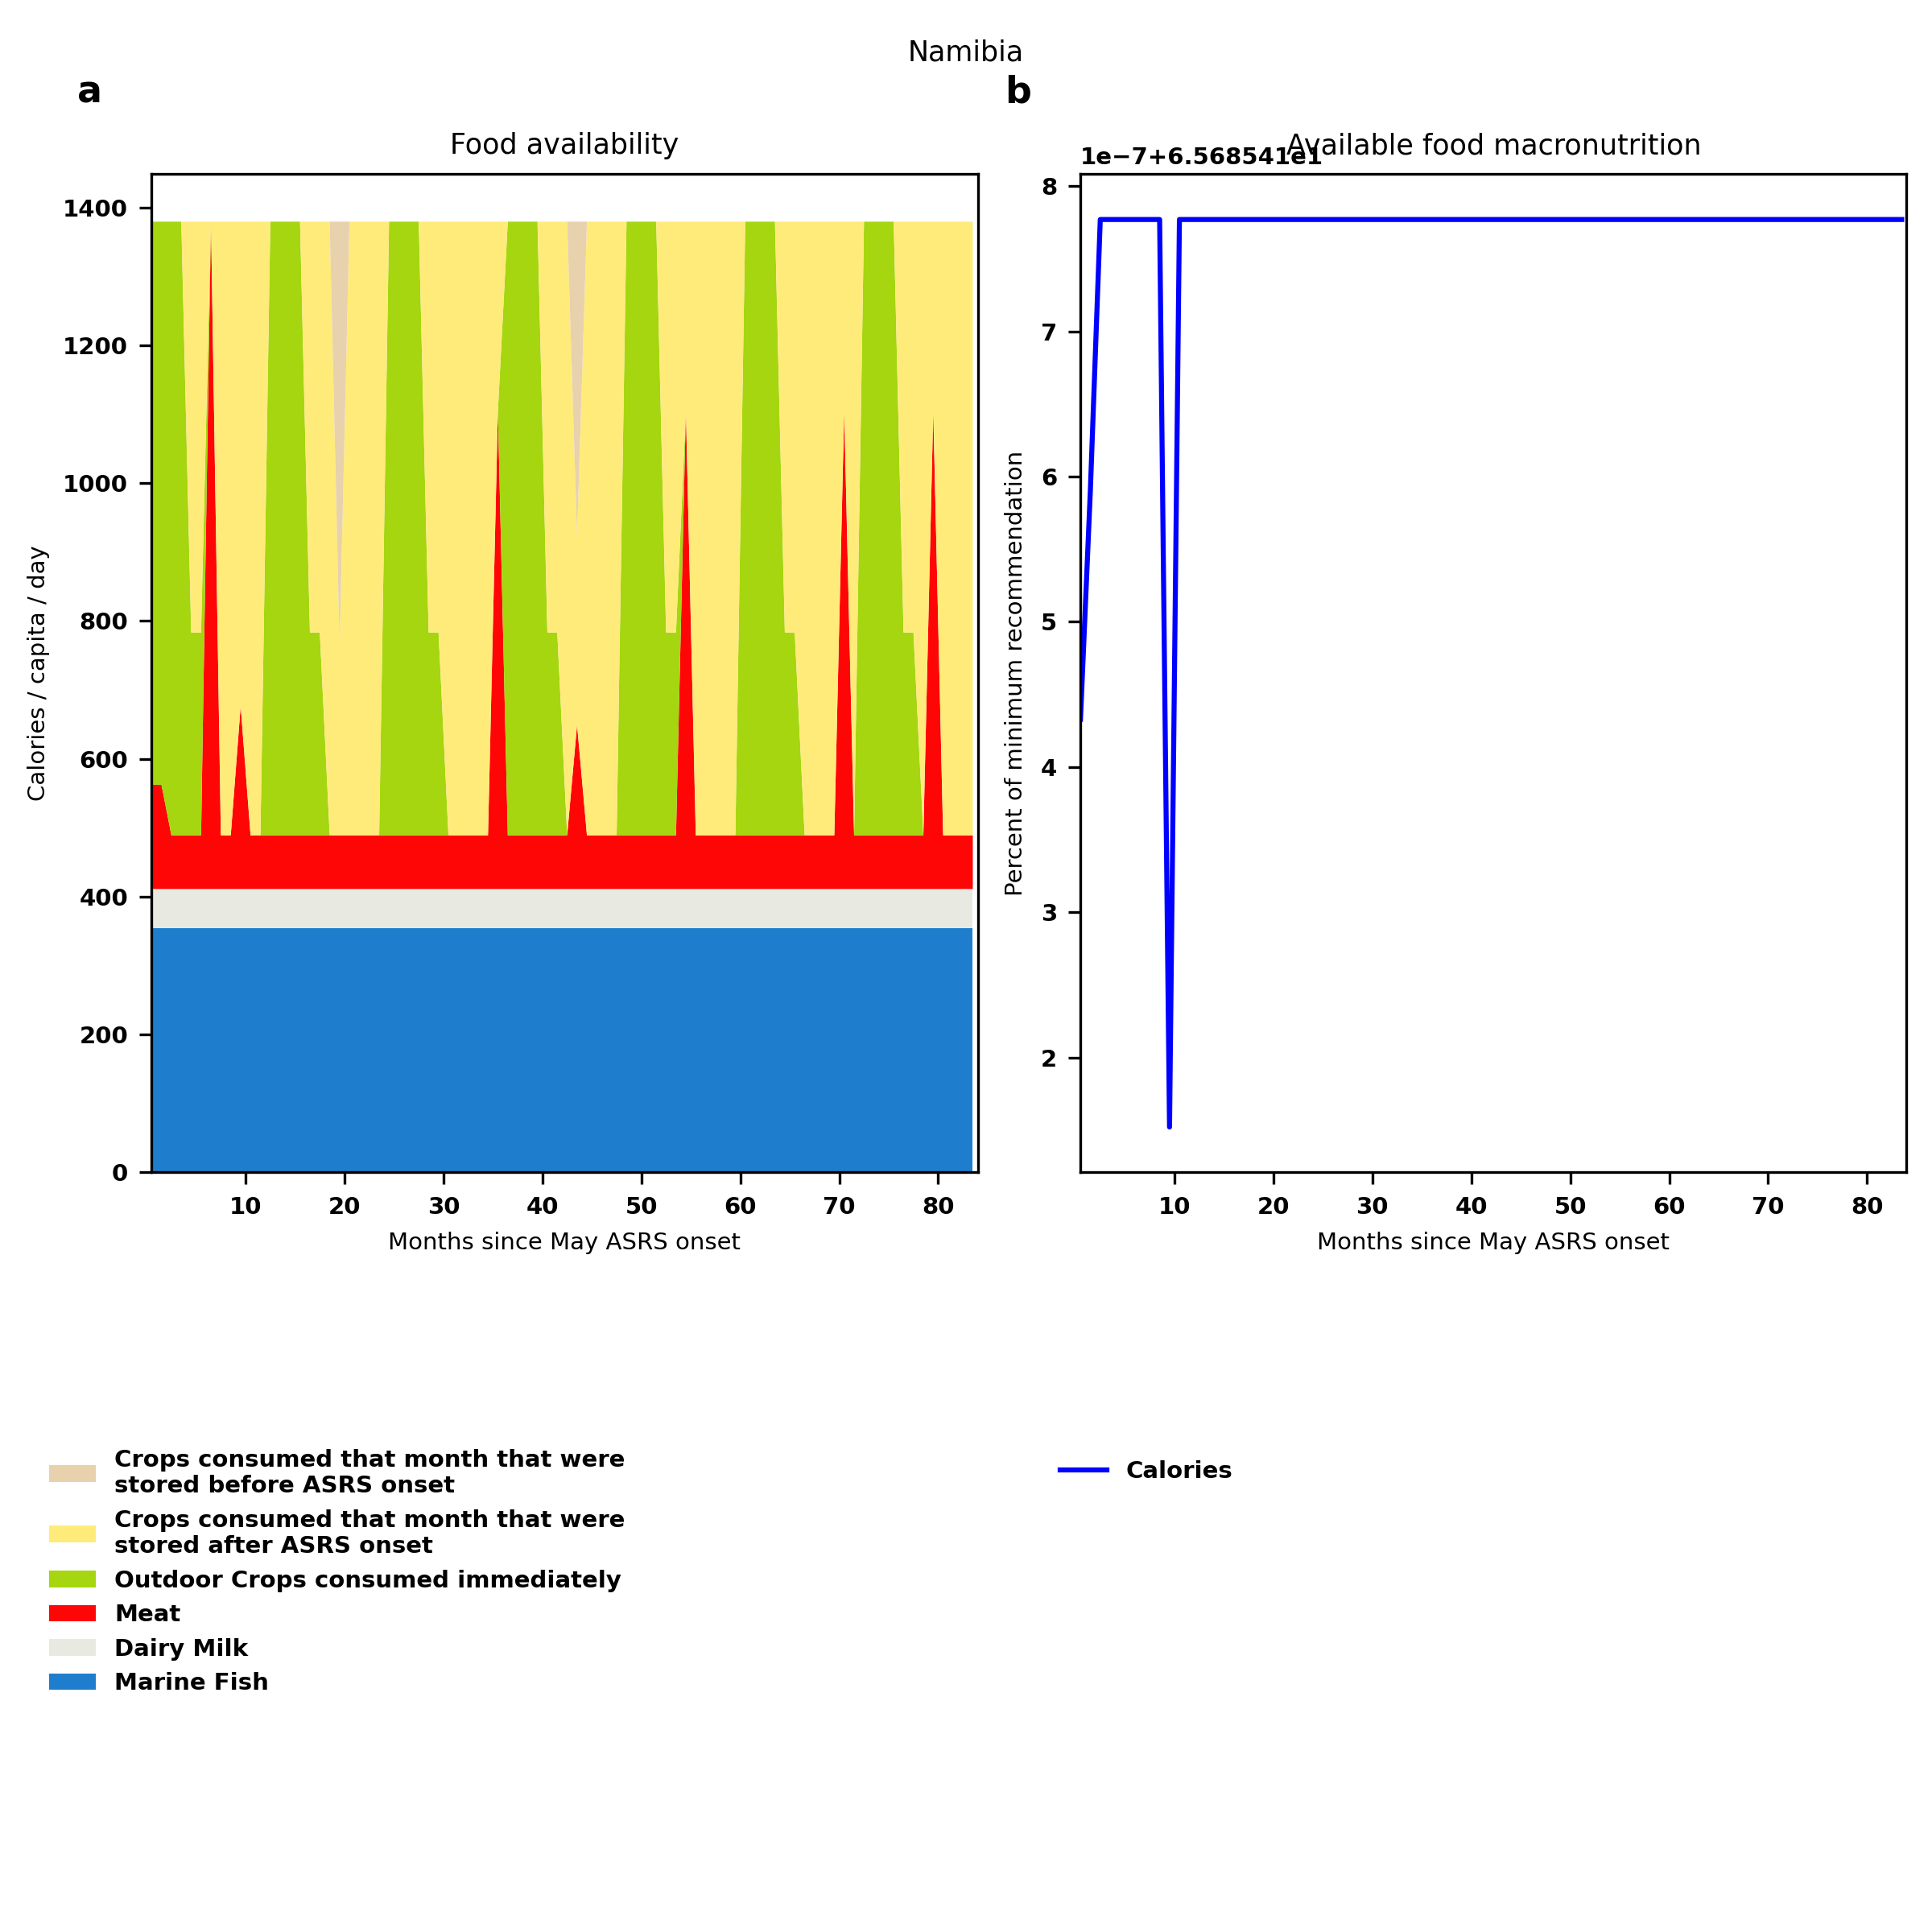 Namibia
a
b
Food availability
Available food macronutrition
1e−7+6.568541e1
Calories / capita / day
1400
1200
1000
800
600
400
200
0
10 20 30 40 50 60 70 80
Months since May ASRS onset
Percent of minimum recommendation
8
7
6
5
4
3
2
10 20 30 40 50 60 70 80
Months since May ASRS onset
Crops consumed that month that were
stored before ASRS onset
Crops consumed that month that were
stored after ASRS onset
Outdoor Crops consumed immediately
Meat
Dairy Milk
Marine Fish
Calories